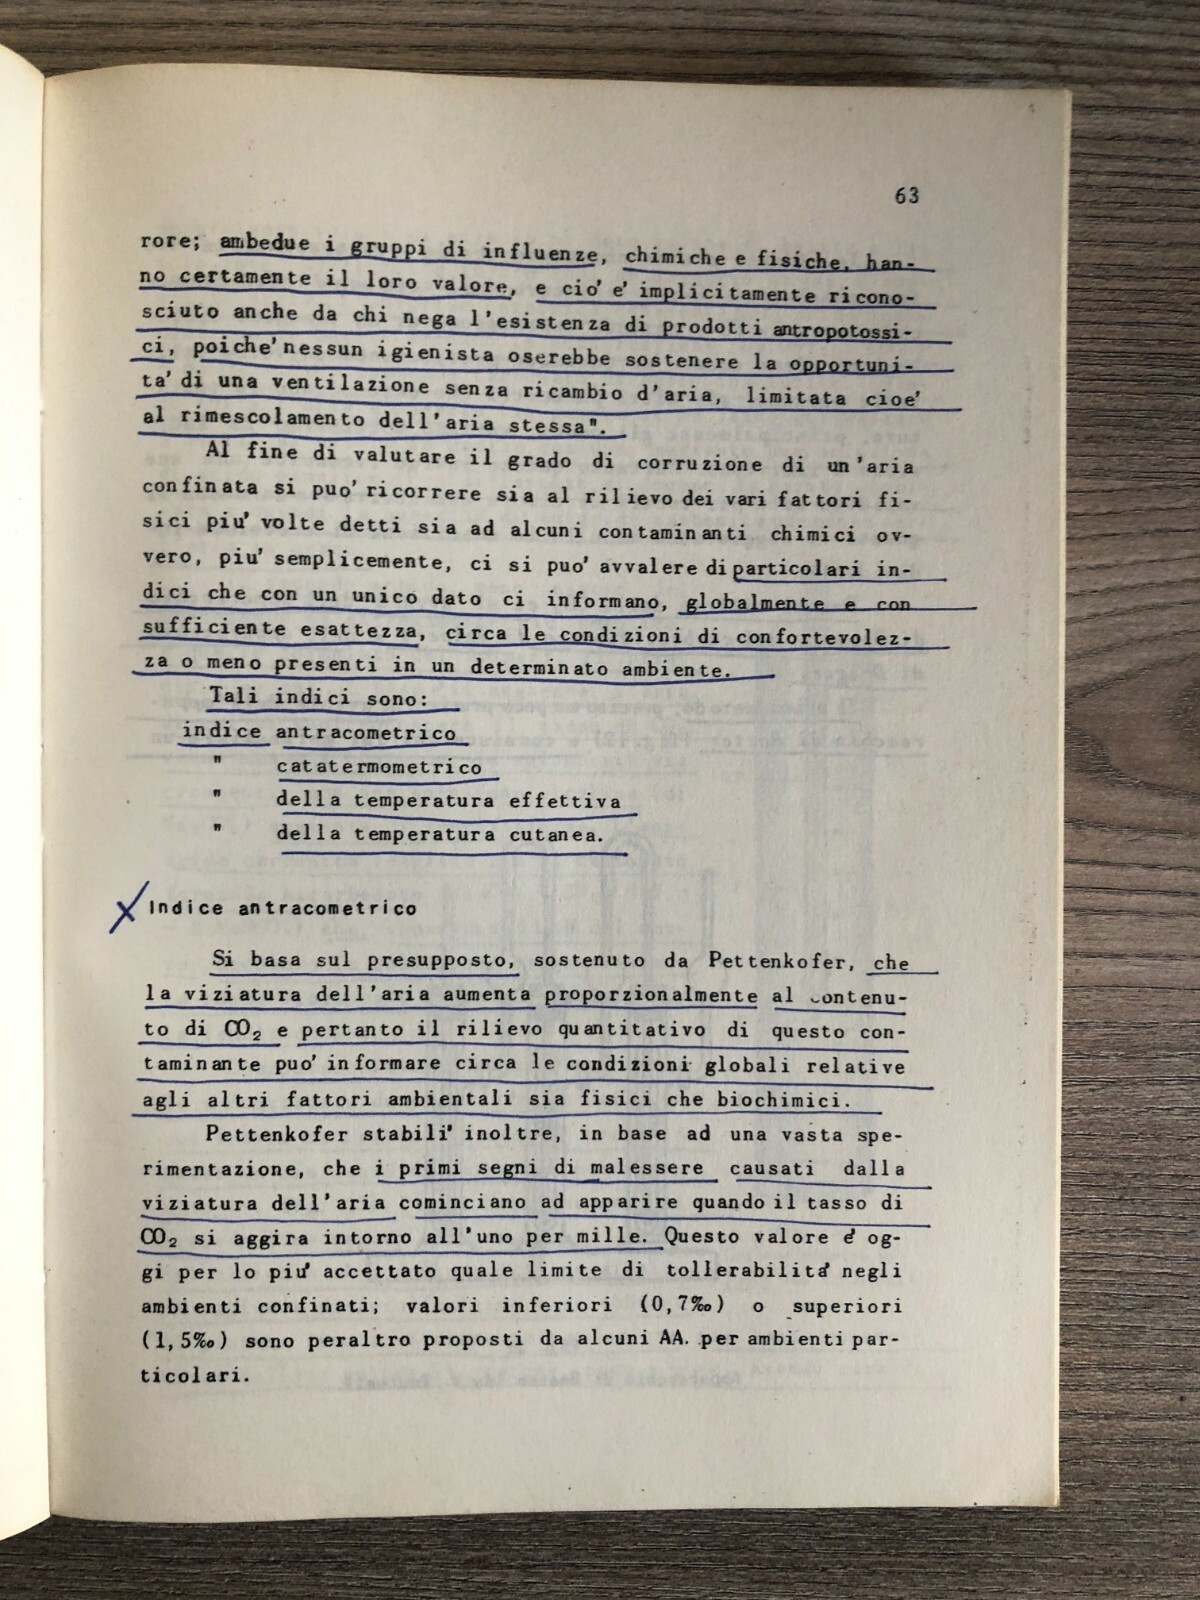 63
rore; ambedue i gruppi di influenze, chimiche e fisiche, han-
no certamente il loro valore, e cio' e' implicitamente ricono-
sciuto anche da chi nega l'esistenza di prodotti antropotossi-
ci, poiche' nessun igienista oserebbe sostenere la opportuni-
ta' di una ventilazione senza ricambio d'aria, limitata cioe'
al rimescolamento dell'aria stessa".
Al fine di valutare il grado di corruzione di un'aria
confinata si puo' ricorrere sia al rilievo dei vari fattori fi-
sici piu' volte detti sia ad alcuni contaminanti chimici ov-
vero, piu' semplicemente, ci si puo' avvalere di particolari in-
dici che con un unico dato ci informano, globalmente e con
sufficiente esattezza, circa le condizioni di confortevolez-
za o meno presenti in un determinato ambiente.
Tali indici sono:
indice antracometrico
" catatermometrico
" della temperatura effettiva
" della temperatura cutanea.
Indice antracometrico
Si basa sul presupposto, sostenuto da Pettenkofer, che
la viziatura dell'aria aumenta proporzionalmente al contenu-
to di CO₂ e pertanto il rilievo quantitativo di questo con-
taminante puo' informare circa le condizioni globali relative
agli altri fattori ambientali sia fisici che biochimici.
Pettenkofer stabili' inoltre, in base ad una vasta spe-
rimentazione, che i primi segni di malessere causati dalla
viziatura dell'aria cominciano ad apparire quando il tasso di
CO₂ si aggira intorno all'uno per mille. Questo valore e' og-
gi per lo piu' accettato quale limite di tollerabilita' negli
ambienti confinati; valori inferiori (0,7‰) o superiori
(1,5‰) sono peraltro proposti da alcuni AA. per ambienti par-
ticolari.